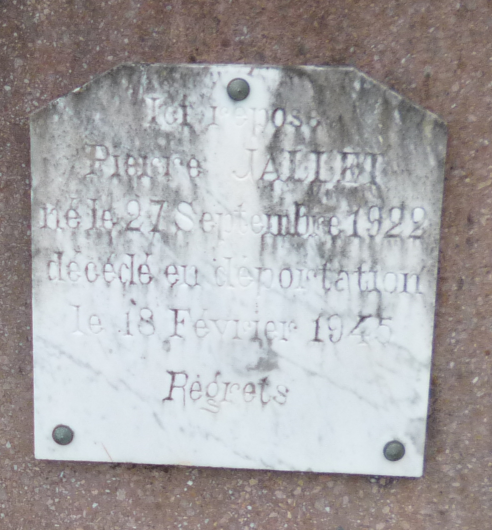 Ici repose
Pierre JALLET
né le 27 Septembre 1922
décédé en déportation
le 18 Février 1945
Regrets